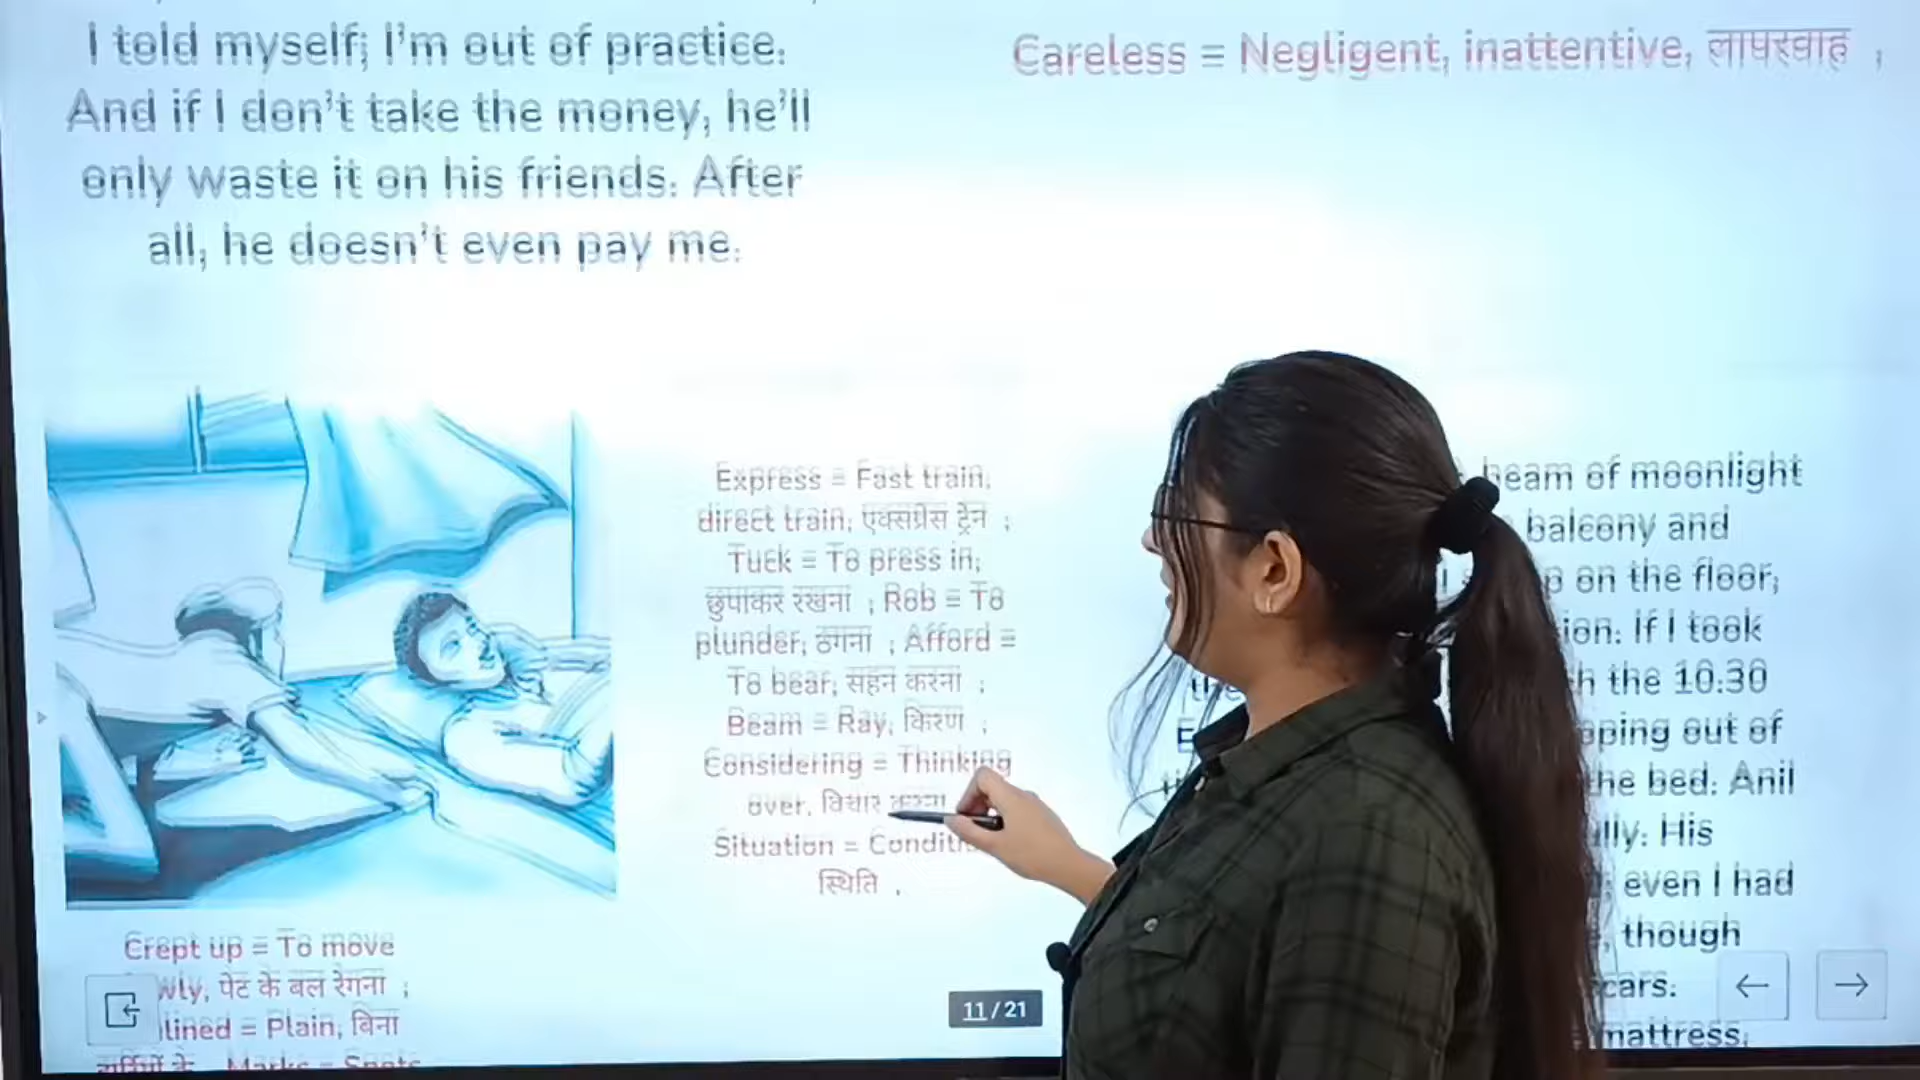 I told myself; I'm out of practice.
And if I don't take the money, he'll
only waste it on his friends. After
all, he doesn't even pay me.
Careless = Negligent, inattentive, लापरवाह ,
Express = Fast train,
direct train, एक्सप्रेस ट्रेन ;
Tuck = To press in,
छुपाकर रखना ; Rob = To
plunder, ठगना ; Afford =
To bear, सहन करना ;
Beam = Ray, किरण ;
Considering = Thinking
over, विचार करना
Situation =
स्थिति .
Crept up = To move
पेट के बल रेंगना ;
= Plain, बिना
Marks = Spots
beam of moonlight
balcony and
on the floor,
If I took
the 10:30
out of
the bed. Anil
His
even I had
though
mattress,
11 / 21